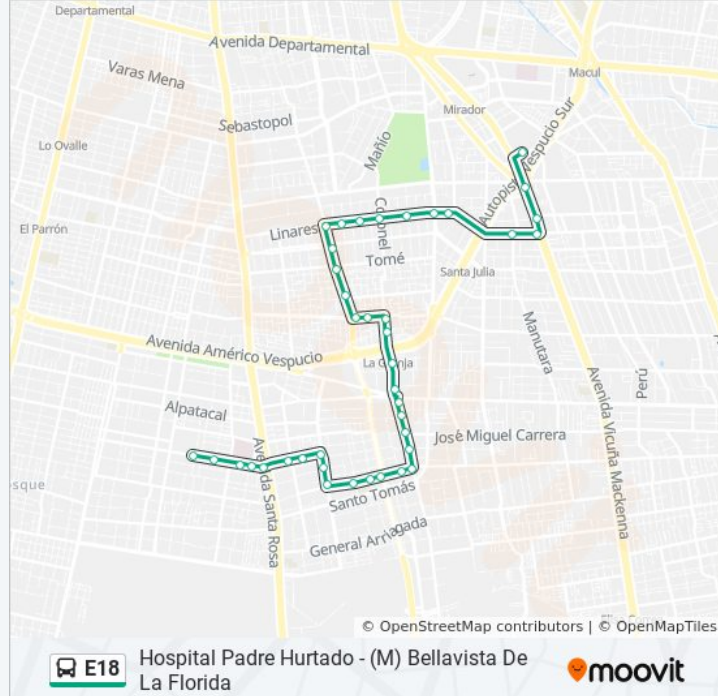 Departamental
Avenida Departamental
Macul
Varas Mena
Mirador
Sebastopol
Mañío
Autopista Vespucio Sur
Lo Ovalle
El Parrón
Linares
Coronel
Tomé
Santa Julia
Avenida Américo Vespucio
La Granja
Manutara
Perú
Alpatacal
Avenida Vicuña Mackenna
José Miguel Carrera
Avenida Santa Rosa
osque
Santo Tomás
General Arriagada
© OpenStreetMap contributors | © OpenMapTiles
E18
Hospital Padre Hurtado - (M) Bellavista De
La Florida
moovit